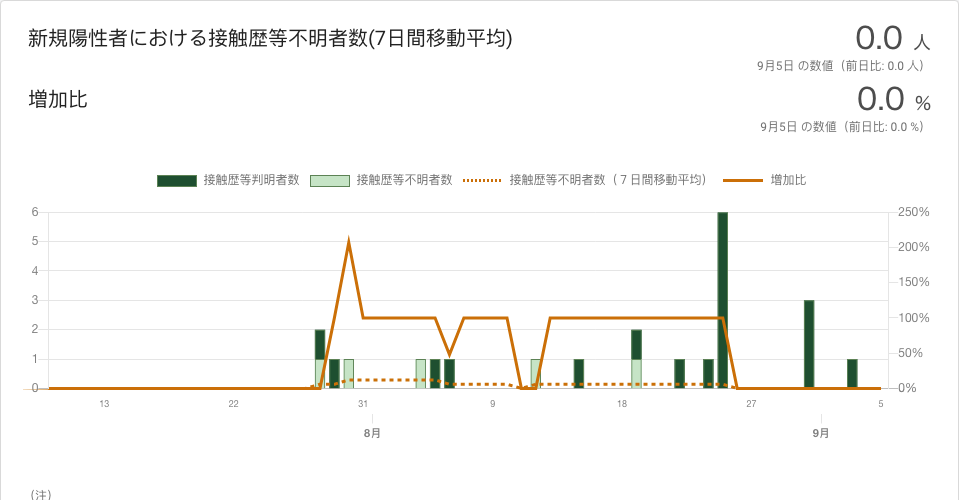 新規陽性者における接触歴等不明者数(7日間移動平均)
0.0 人
9月5日 の数値（前日比: 0.0 人）
増加比
0.0 %
9月5日 の数値（前日比: 0.0 %）
接触歴等判明者数 接触歴等不明者数 接触歴等不明者数（７日間移動平均） 増加比
6 250%
5 200%
4 150%
3 100%
2 50%
1 0%
0
13 22 31 9 18 27 5
8月 9月
（注）